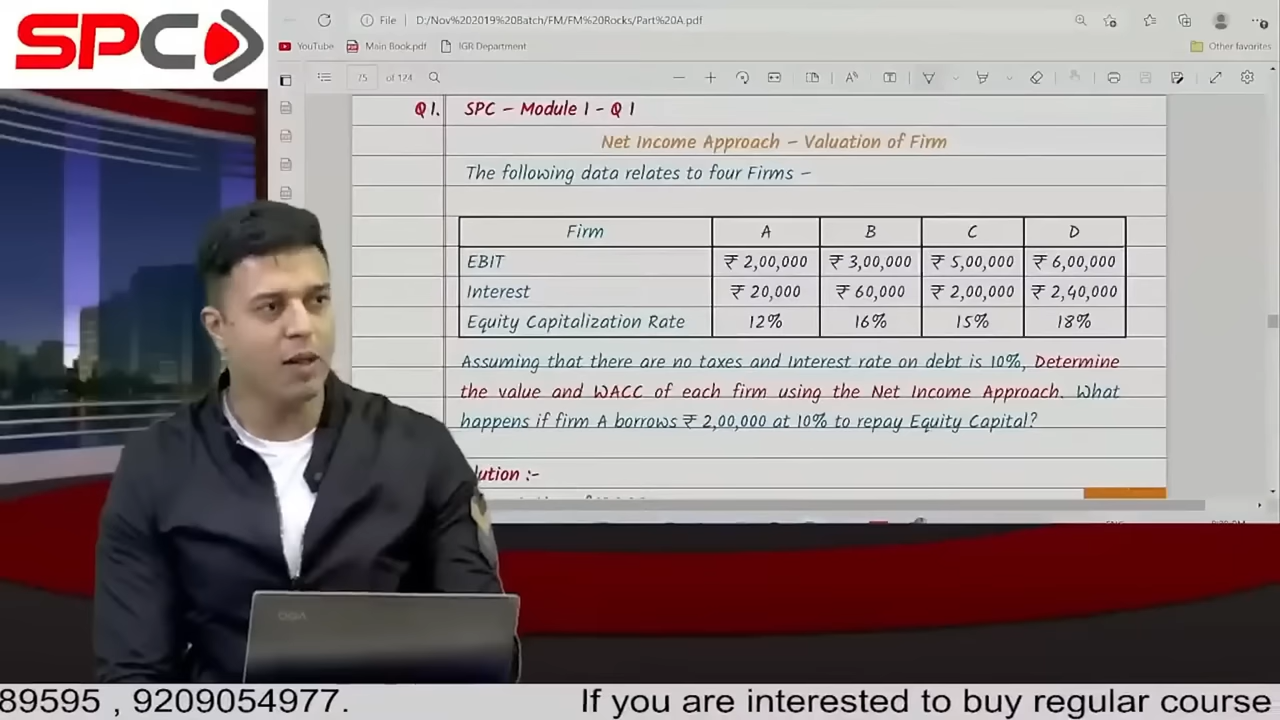 SPC
File D:/Nov%202019%20Batch/FM/FM%20Rocks/Part%20A.pdf
YouTube Main Book.pdf IGR Department Other favorites
75 of 124
Q 1. SPC – Module 1 - Q 1
Net Income Approach – Valuation of Firm
The following data relates to four Firms –
Firm A B C D
EBIT ₹ 2,00,000 ₹ 3,00,000 ₹ 5,00,000 ₹ 6,00,000
Interest ₹ 20,000 ₹ 60,000 ₹ 2,00,000 ₹ 2,40,000
Equity Capitalization Rate 12% 16% 15% 18%
Assuming that there are no taxes and Interest rate on debt is 10%, Determine
the value and WACC of each firm using the Net Income Approach. What
happens if firm A borrows ₹ 2,00,000 at 10% to repay Equity Capital?
lution :-
89595 , 9209054977. If you are interested to buy regular course